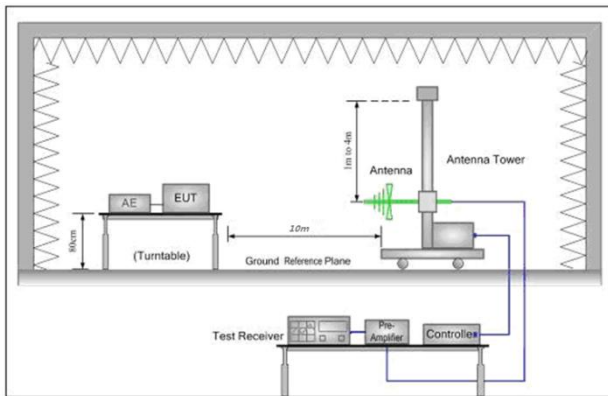 1m to 4m
Antenna
Antenna Tower
AE
EUT
80cm
(Turntable)
10m
Ground Reference Plane
Test Receiver
Pre-
Amplifier
Controller